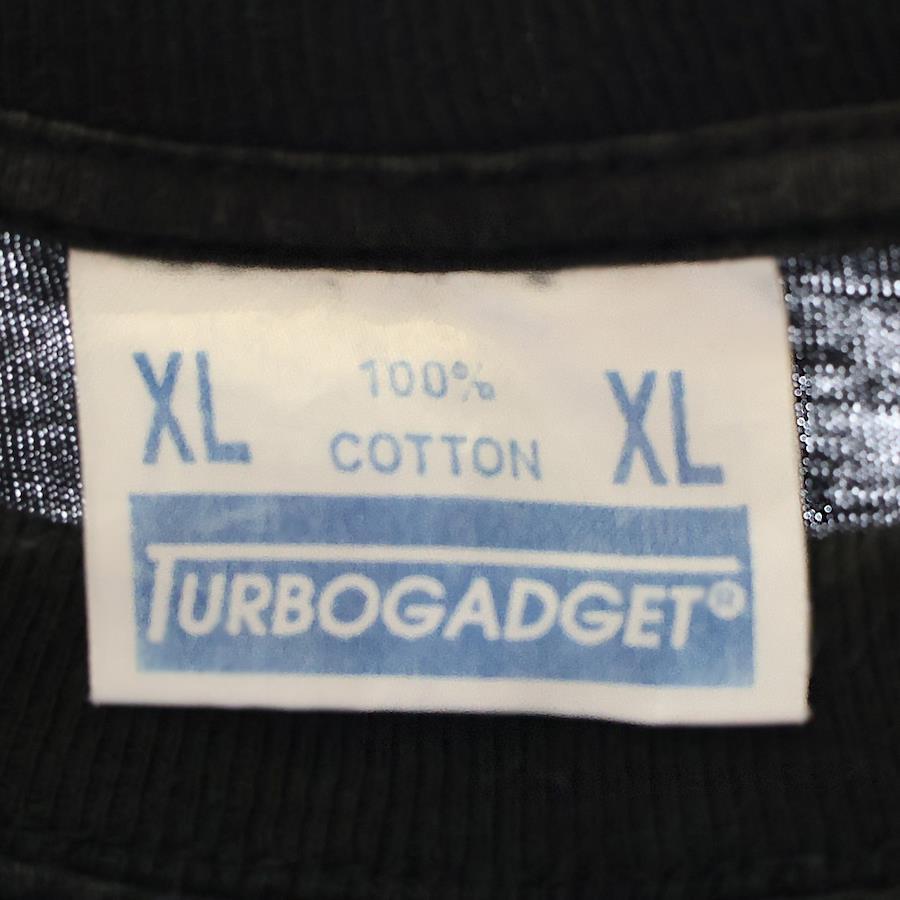 XL 100% XL
COTTON
TURBOGADGET®